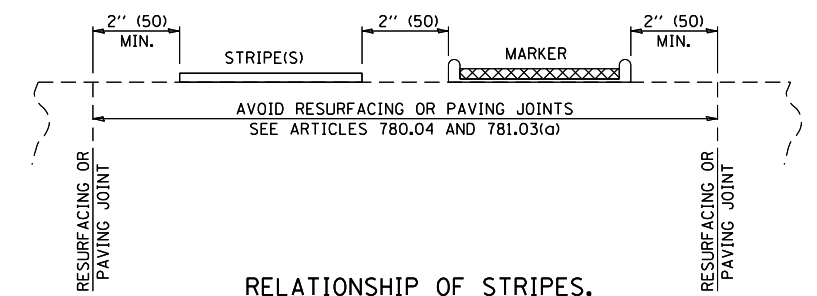 2'' (50)
MIN.
2'' (50)
2'' (50)
MIN.
STRIPE(S)
MARKER
AVOID RESURFACING OR PAVING JOINTS
SEE ARTICLES 780.04 AND 781.03(a)
RESURFACING OR
PAVING JOINT
RESURFACING OR
PAVING JOINT
RELATIONSHIP OF STRIPES.